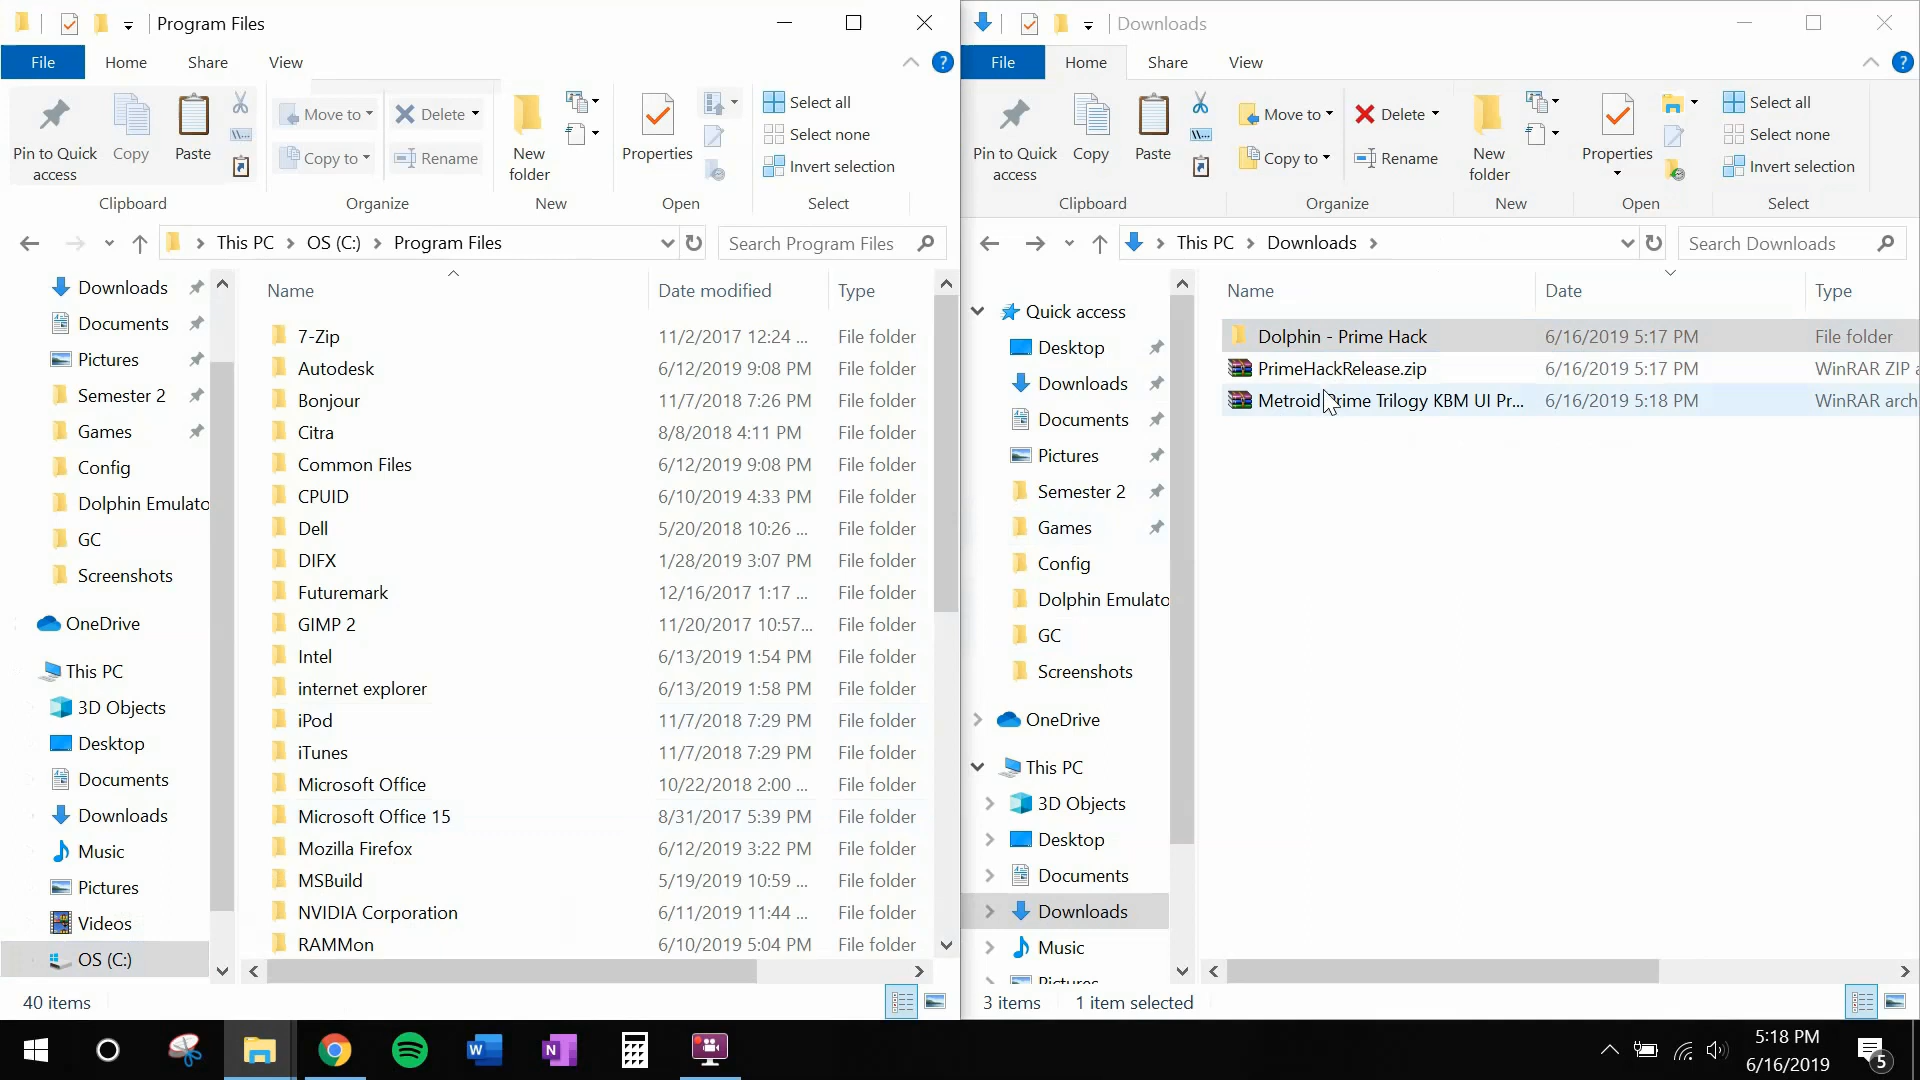 Program Files
File
Home
Share
View
Pin to Quick
access
Copy
Paste
Move to
Copy to
Delete
Rename
New
folder
Properties
Select all
Select none
Invert selection
Clipboard
Organize
New
Open
Select
This PC
OS (C:)
Program Files
Search Program Files
Downloads
Documents
Pictures
Semester 2
Games
Config
Dolphin Emulato
GC
Screenshots
OneDrive
This PC
3D Objects
Desktop
Documents
Downloads
Music
Pictures
Videos
OS (C:)
Name Date modified Type
7-Zip 11/2/2017 12:24 ... File folder
Autodesk 6/12/2019 9:08 PM File folder
Bonjour 11/7/2018 7:26 PM File folder
Citra 8/8/2018 4:11 PM File folder
Common Files 6/12/2019 9:08 PM File folder
CPUID 6/10/2019 4:33 PM File folder
Dell 5/20/2018 10:26 ... File folder
DIFX 1/28/2019 3:07 PM File folder
Futuremark 12/16/2017 1:17 ... File folder
GIMP 2 11/20/2017 10:57... File folder
Intel 6/13/2019 1:54 PM File folder
internet explorer 6/13/2019 1:58 PM File folder
iPod 11/7/2018 7:29 PM File folder
iTunes 11/7/2018 7:29 PM File folder
Microsoft Office 10/22/2018 2:00 ... File folder
Microsoft Office 15 8/31/2017 5:39 PM File folder
Mozilla Firefox 6/12/2019 3:22 PM File folder
MSBuild 5/19/2019 10:59 ... File folder
NVIDIA Corporation 6/11/2019 11:44 ... File folder
RAMMon 6/10/2019 5:04 PM File folder
40 items
Downloads
File
Home
Share
View
Pin to Quick
access
Copy
Paste
Move to
Copy to
Delete
Rename
New
folder
Properties
Select all
Select none
Invert selection
Clipboard
Organize
New
Open
Select
This PC
Downloads
Search Downloads
Quick access
Desktop
Downloads
Documents
Pictures
Semester 2
Games
Config
Dolphin Emulato
GC
Screenshots
OneDrive
This PC
3D Objects
Desktop
Documents
Downloads
Music
Pictures
Name Date Type
Dolphin - Prime Hack 6/16/2019 5:17 PM File folder
PrimeHackRelease.zip 6/16/2019 5:17 PM WinRAR ZIP a
Metroid Prime Trilogy KBM UI Pr... 6/16/2019 5:18 PM WinRAR arch
3 items 1 item selected
5:18 PM
6/16/2019
5